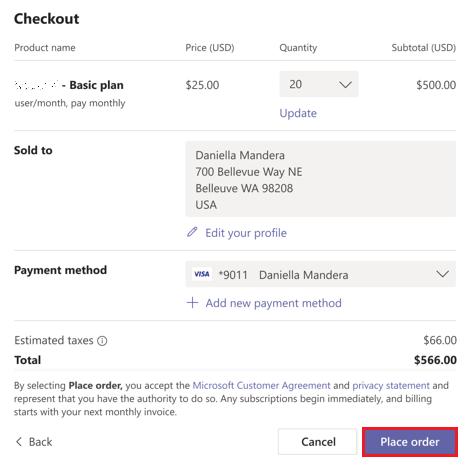 Checkout
Product name Price (USD) Quantity Subtotal (USD)
- Basic plan $25.00 20 $500.00
user/month, pay monthly
Update
Sold to
Daniella Mandera
700 Bellevue Way NE
Belleuve WA 98208
USA
Edit your profile
Payment method VISA *9011 Daniella Mandera
Add new payment method
Estimated taxes $66.00
Total $566.00
By selecting Place order, you accept the Microsoft Customer Agreement and privacy statement and
represent that you have the authority to do so. Any subscriptions begin immediately, and billing
starts with your next monthly invoice.
< Back Cancel Place order